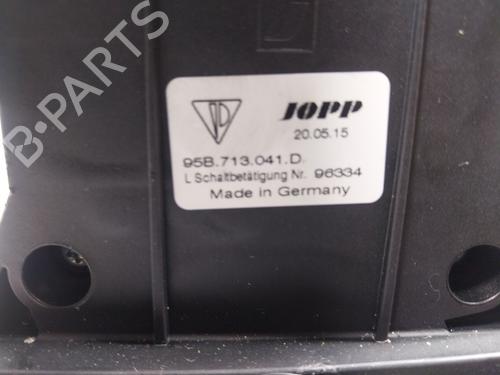 JOPP
20.05.15
95B.713.041.D.
L Schaltbetätigung Nr. 96334
Made in Germany
B-PARTS